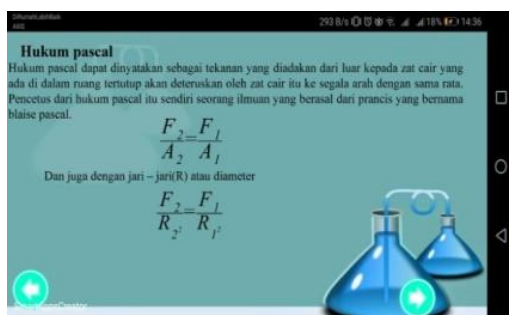 DiRumahLebihBaik
AXIS
293 B/s 18% 14:36
Hukum pascal
Hukum pascal dapat dinyatakan sebagai tekanan yang diadakan dari luar kepada zat cair yang
ada di dalam ruang tertutup akan deteruskan oleh zat cair itu ke segala arah dengan sama rata.
Pencetus dari hukum pascal itu sendiri seorang ilmuan yang berasal dari prancis yang bernama
blaise pascal.
F₂/A₂ = F₁/A₁
Dan juga dengan jari – jari(R) atau diameter
F₂/R₂² = F₁/R₁²
SmartAppsCreator